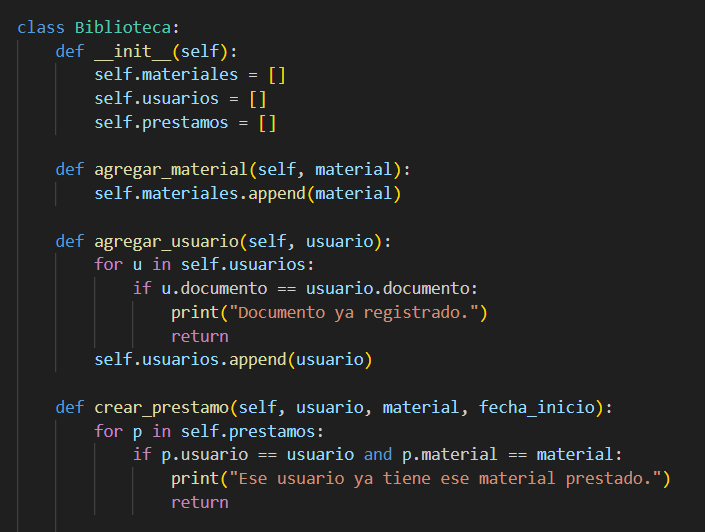 class Biblioteca:
    def __init__(self):
        self.materiales = []
        self.usuarios = []
        self.prestamos = []

    def agregar_material(self, material):
        self.materiales.append(material)

    def agregar_usuario(self, usuario):
        for u in self.usuarios:
            if u.documento == usuario.documento:
                print("Documento ya registrado.")
                return
        self.usuarios.append(usuario)

    def crear_prestamo(self, usuario, material, fecha_inicio):
        for p in self.prestamos:
            if p.usuario == usuario and p.material == material:
                print("Ese usuario ya tiene ese material prestado.")
                return